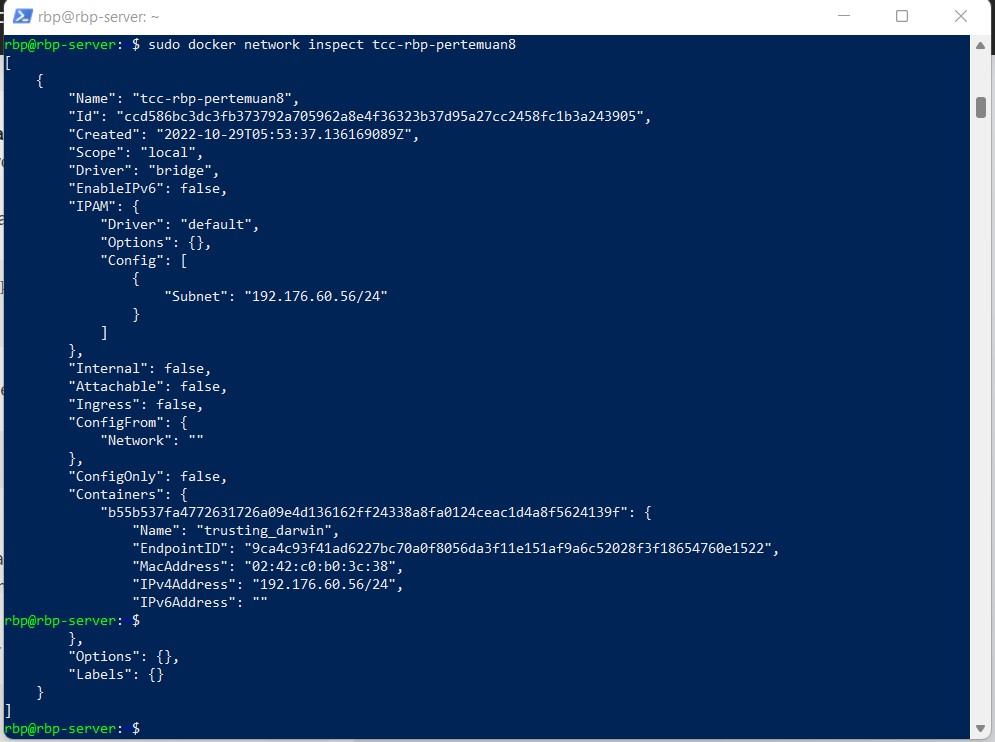 rbp@rbp-server: ~
rbp@rbp-server: $ sudo docker network inspect tcc-rbp-pertemuan8
[
    {
        "Name": "tcc-rbp-pertemuan8",
        "Id": "ccd586bc3dc3fb373792a705962a8e4f36323b37d95a27cc2458fc1b3a243905",
        "Created": "2022-10-29T05:53:37.136169089Z",
        "Scope": "local",
        "Driver": "bridge",
        "EnableIPv6": false,
        "IPAM": {
            "Driver": "default",
            "Options": {},
            "Config": [
                {
                    "Subnet": "192.176.60.56/24"
                }
            ]
        },
        "Internal": false,
        "Attachable": false,
        "Ingress": false,
        "ConfigFrom": {
            "Network": ""
        },
        "ConfigOnly": false,
        "Containers": {
            "b55b537fa4772631726a09e4d136162ff24338a8fa0124ceac1d4a8f5624139f": {
                "Name": "trusting_darwin",
                "EndpointID": "9ca4c93f41ad6227bc70a0f8056da3f11e151af9a6c52028f3f18654760e1522",
                "MacAddress": "02:42:c0:b0:3c:38",
                "IPv4Address": "192.176.60.56/24",
                "IPv6Address": ""
rbp@rbp-server: $
        },
        "Options": {},
        "Labels": {}
    }
]
rbp@rbp-server: $